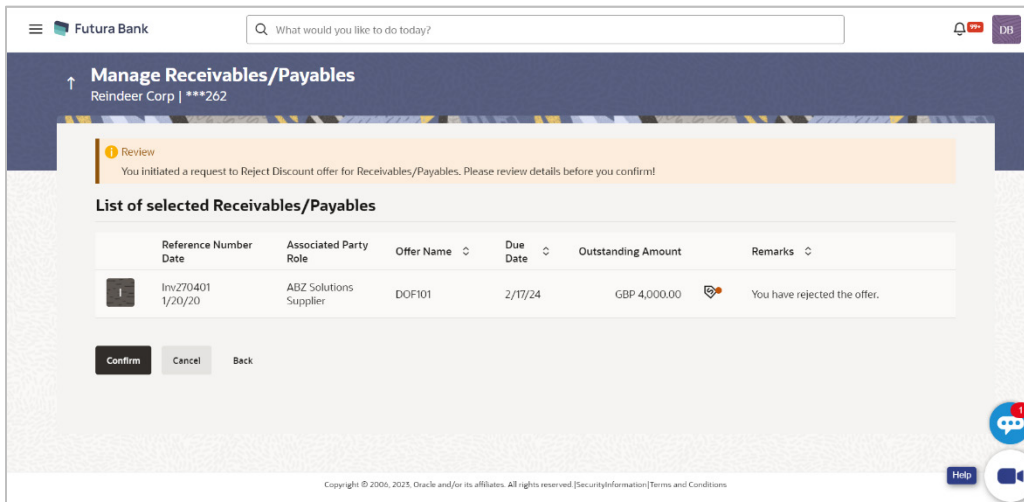 Futura Bank
What would you like to do today?
99+
DB
Manage Receivables/Payables
Reindeer Corp | ***262
Review
You initiated a request to Reject Discount offer for Receivables/Payables. Please review details before you confirm!
List of selected Receivables/Payables
Reference Number Date
Associated Party Role
Offer Name
Due Date
Outstanding Amount
Remarks
I
Inv270401
1/20/20
ABZ Solutions
Supplier
DOF101
2/17/24
GBP 4,000.00
You have rejected the offer.
Confirm
Cancel
Back
1
Help
Copyright © 2006, 2023, Oracle and/or its affiliates. All rights reserved.|SecurityInformation|Terms and Conditions